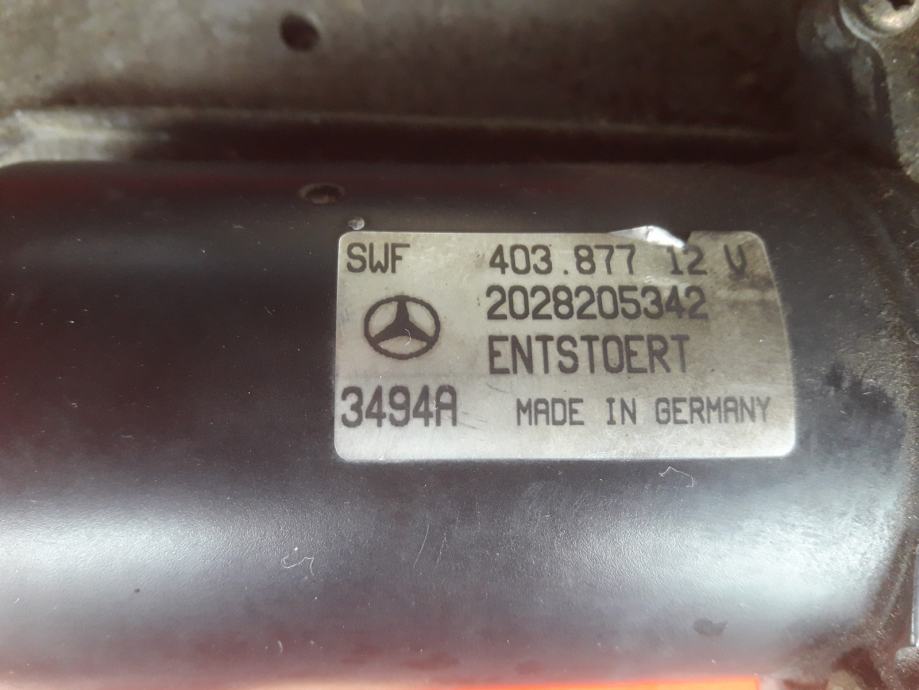 SWF 403.877 12 V
2028205342
ENTSTOERT
3494A MADE IN GERMANY